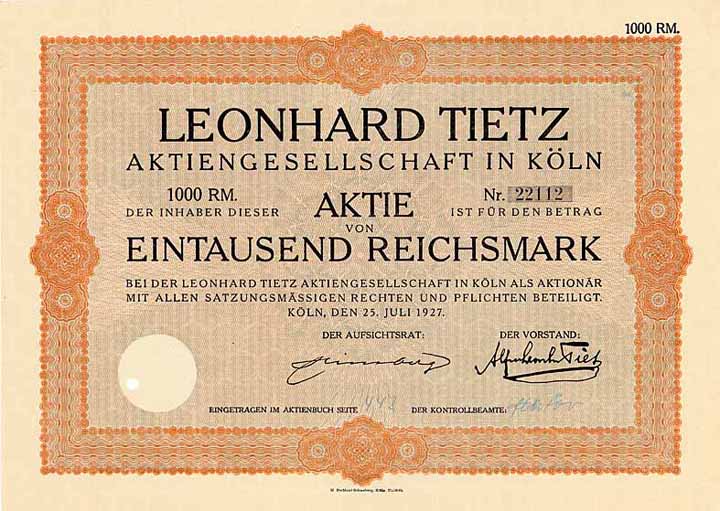 1000 RM.
LEONHARD TIETZ
AKTIENGESELLSCHAFT IN KÖLN
1000 RM. AKTIE Nr. 22112
DER INHABER DIESER IST FÜR DEN BETRAG
VON
EINTAUSEND REICHSMARK
BEI DER LEONHARD TIETZ AKTIENGESELLSCHAFT IN KÖLN ALS AKTIONÄR
MIT ALLEN SATZUNGSMÄSSIGEN RECHTEN UND PFLICHTEN BETEILIGT.
KÖLN, DEN 25. JULI 1927.
DER AUFSICHTSRAT: DER VORSTAND:
EINGETRAGEN IM AKTIENBUCH SEITE DER KONTROLLBEAMTE: